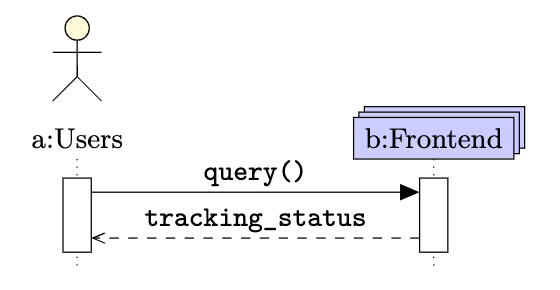 a:Users
b:Frontend
query()
tracking_status